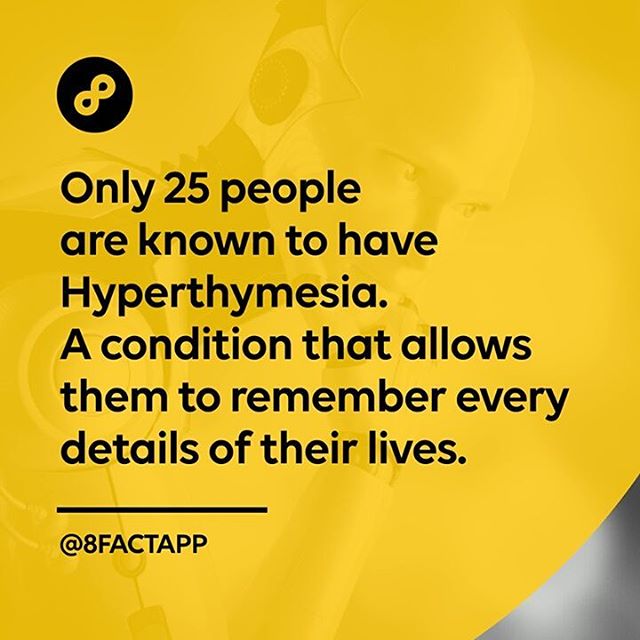 Only 25 people
are known to have
Hyperthymesia.
A condition that allows
them to remember every
details of their lives.
@8FACTAPP